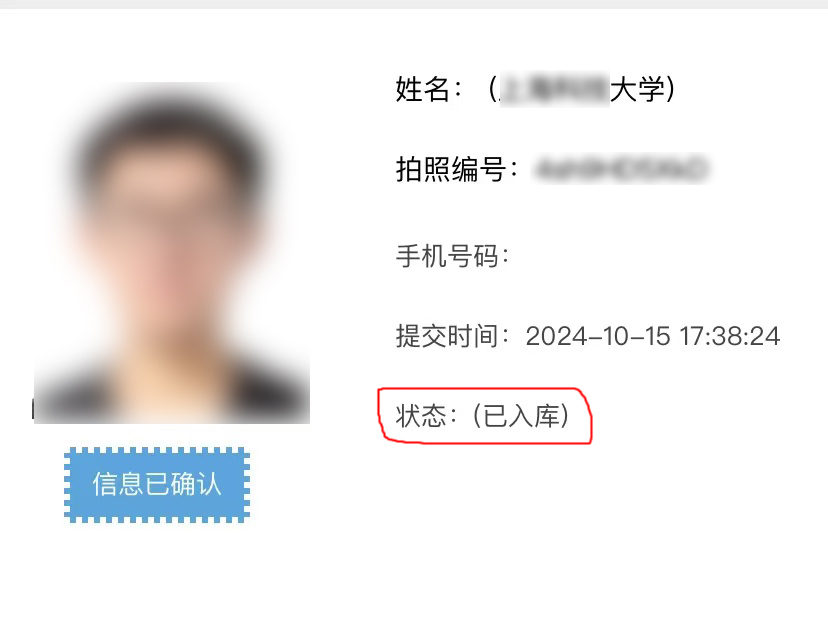 姓名：（大学）
拍照编号：
手机号码：
提交时间：2024-10-15 17:38:24
状态：（已入库）
信息已确认